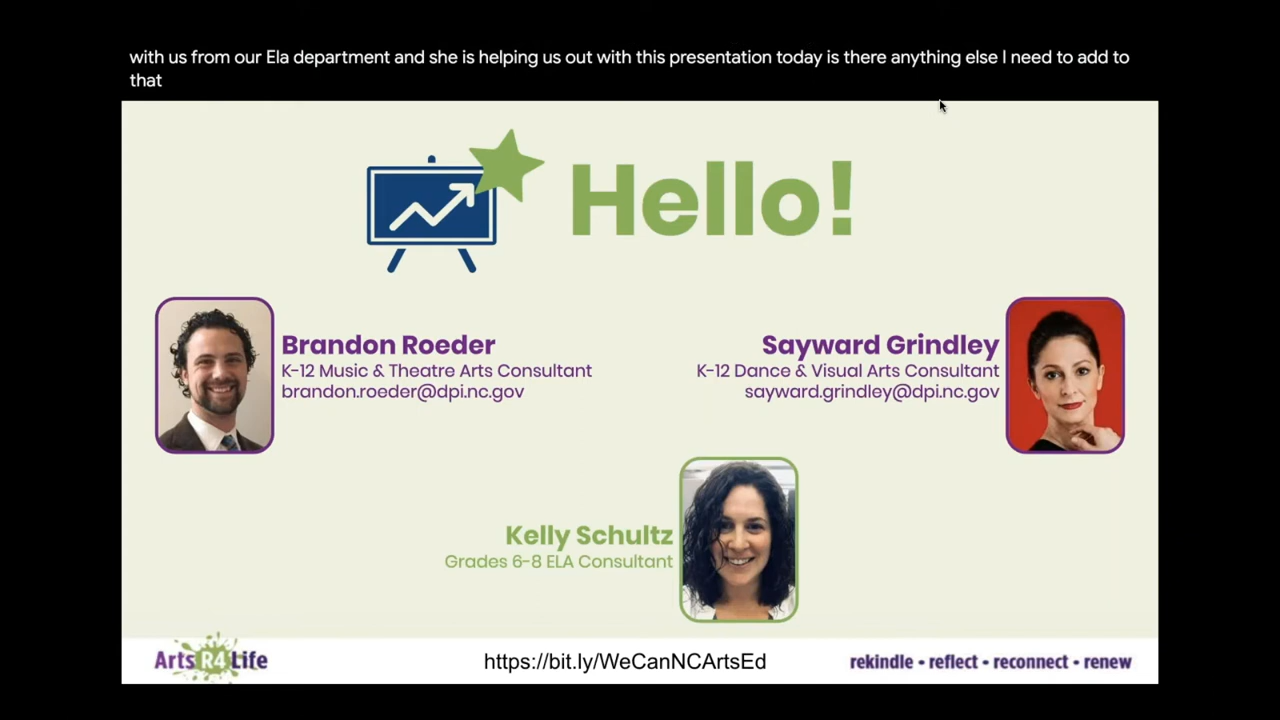 with us from our Ela department and she is helping us out with this presentation today is there anything else I need to add to
that
Hello!
Brandon Roeder
K-12 Music & Theatre Arts Consultant
brandon.roeder@dpi.nc.gov
Sayward Grindley
K-12 Dance & Visual Arts Consultant
sayward.grindley@dpi.nc.gov
Kelly Schultz
Grades 6-8 ELA Consultant
Arts R4 Life
https://bit.ly/WeCanNCArtsEd
rekindle • reflect • reconnect • renew